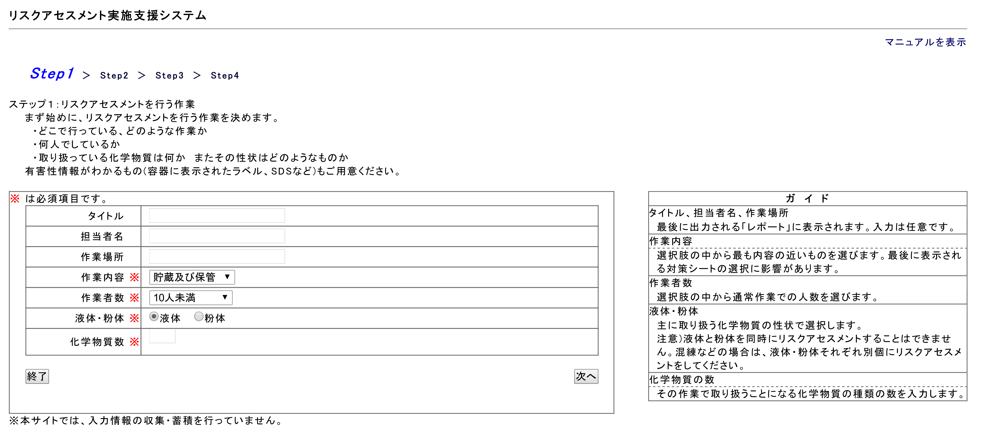 リスクアセスメント実施支援システム
マニュアルを表示
Step1 ＞ Step2 ＞ Step3 ＞ Step4
ステップ１：リスクアセスメントを行う作業
まず始めに、リスクアセスメントを行う作業を決めます。
・どこで行っている、どのような作業か
・何人でしているか
・取り扱っている化学物質は何か　またその性状はどのようなものか
有害性情報がわかるもの（容器に表示されたラベル、SDSなど）もご用意ください。
※ は必須項目です。
タイトル
担当者名
作業場所
作業内容 ※ 貯蔵及び保管 ▼
作業者数 ※ 10人未満 ▼
液体・粉体 ※ 液体 粉体
化学物質数 ※
終了 次へ
ガ イ ド
タイトル、担当者名、作業場所
最後に出力される「レポート」に表示されます。入力は任意です。
作業内容
選択肢の中から最も内容の近いものを選びます。最後に表示され
る対策シートの選択に影響があります。
作業者数
選択肢の中から通常作業での人数を選びます。
液体・粉体
主に取り扱う化学物質の性状で選択します。
注意）液体と粉体を同時にリスクアセスメントすることはできませ
ん。混練などの場合は、液体・粉体それぞれ別個にリスクアセスメ
ントをしてください。
化学物質の数
その作業で取り扱うことになる化学物質の種類の数を入力します。
※本サイトでは、入力情報の収集・蓄積を行っていません。